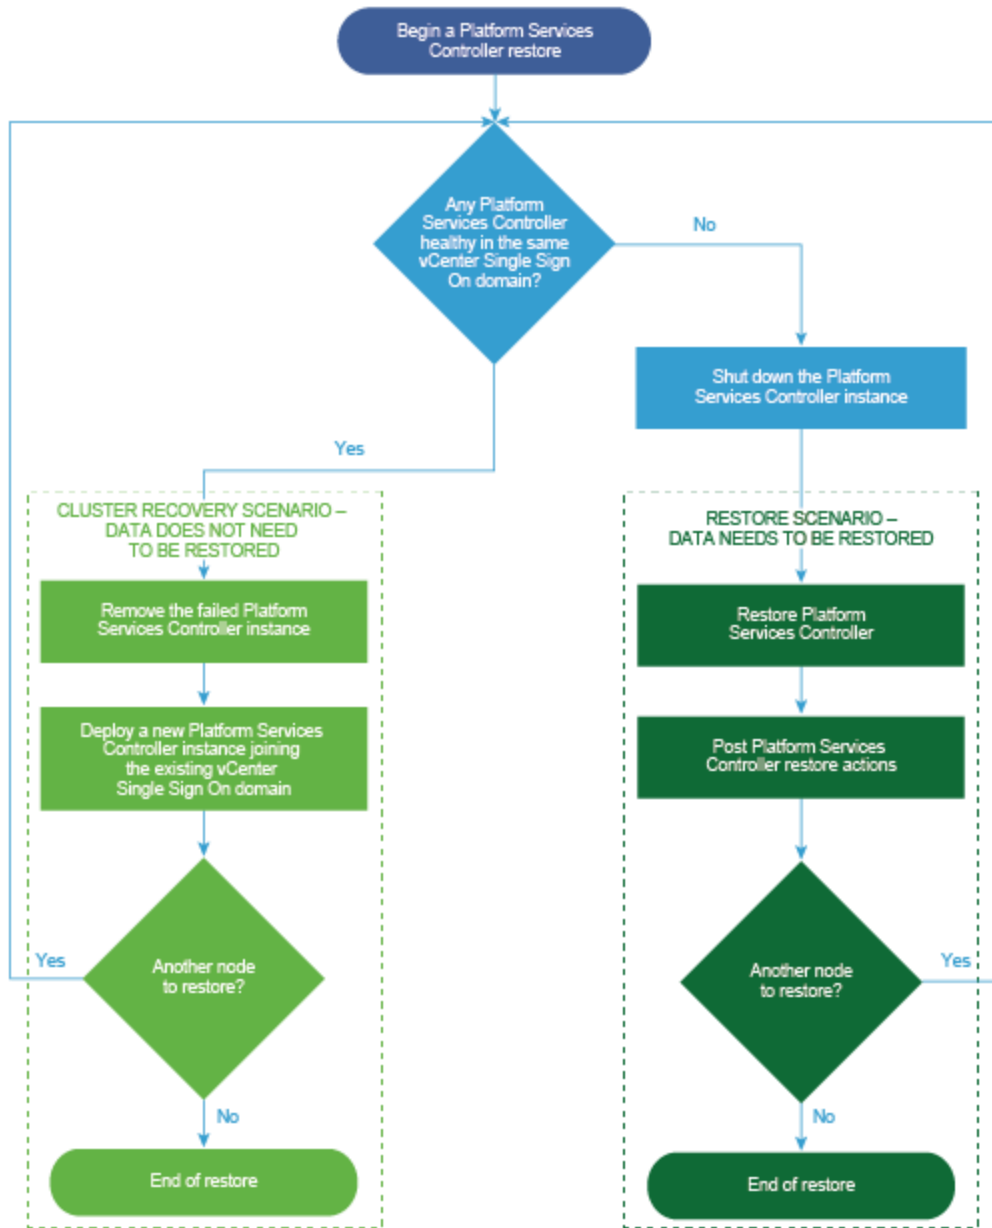 Begin a Platform Services
Controller restore
Any Platform
Services Controller
healthy in the same
vCenter Single Sign
On domain?
No
Shut down the Platform
Services Controller instance
Yes
CLUSTER RECOVERY SCENARIO –
DATA DOES NOT NEED
TO BE RESTORED
Remove the failed Platform
Services Controller instance
Deploy a new Platform Services
Controller instance joining
the existing vCenter
Single Sign On domain
Another node
to restore?
Yes
No
End of restore
RESTORE SCENARIO –
DATA NEEDS TO BE RESTORED
Restore Platform
Services Controller
Post Platform Services
Controller restore actions
Another node
to restore?
Yes
No
End of restore